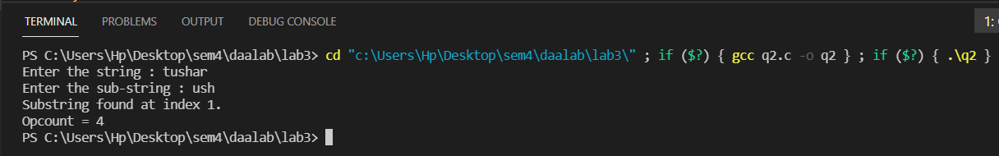 TERMINAL PROBLEMS OUTPUT DEBUG CONSOLE 1:
PS C:\Users\Hp\Desktop\sem4\daalab\lab3> cd "c:\Users\Hp\Desktop\sem4\daalab\lab3\" ; if ($?) { gcc q2.c -o q2 } ; if ($?) { .\q2 }
Enter the string : tushar
Enter the sub-string : ush
Substring found at index 1.
Opcount = 4
PS C:\Users\Hp\Desktop\sem4\daalab\lab3>